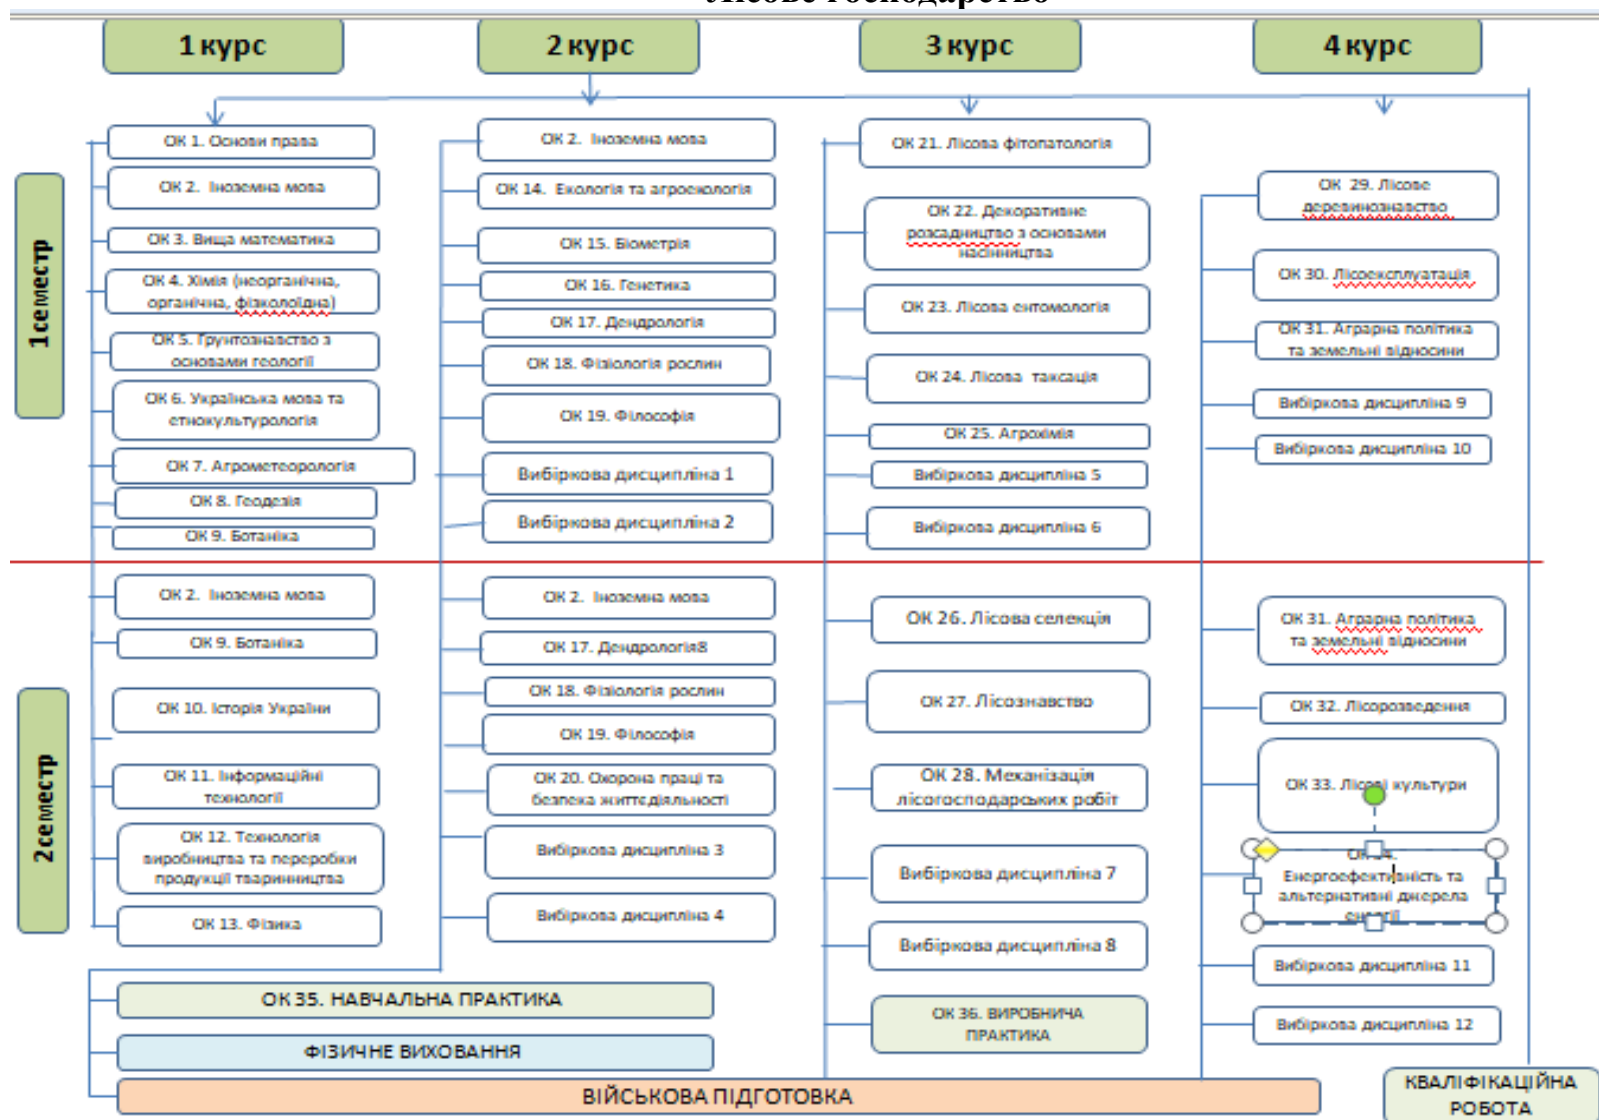 Лісове господарство
1 курс
2 курс
3 курс
4 курс
1семестр
ОК 1. Основи права
ОК 2. Іноземна мова
ОК 3. Вища математика
ОК 4. Хімія (неорганічна,
органічна, фізколоїдна)
ОК 5. Грунтознавство з
основами геології
ОК 6. Українська мова та
етнокультурологія
ОК 7. Агрометеорологія
ОК 8. Геодезія
ОК 9. Ботаніка
ОК 2. Іноземна мова
ОК 14. Екологія та агроекологія
ОК 15. Біометрія
ОК 16. Генетика
ОК 17. Дендрологія
ОК 18. Фізіологія рослин
ОК 19. Філософія
Вибіркова дисципліна 1
Вибіркова дисципліна 2
ОК 21. Лісова фітопатологія
ОК 22. Декоративне
розсадництво з основами
насінництва
ОК 23. Лісова ентомологія
ОК 24. Лісова таксація
ОК 25. Агрохімія
Вибіркова дисципліна 5
Вибіркова дисципліна 6
ОК 29. Лісове
деревинознавство
ОК 30. Лісоексплуатація
ОК 31. Аграрна політика
та земельні відносини
Вибіркова дисципліна 9
Вибіркова дисципліна 10
2семестр
ОК 2. Іноземна мова
ОК 9. Ботаніка
ОК 10. Історія України
ОК 11. Інформаційні
технології
ОК 12. Технологія
виробництва та переробки
продукції тваринництва
ОК 13. Фізика
ОК 2. Іноземна мова
ОК 17. Дендрологія8
ОК 18. Фізіологія рослин
ОК 19. Філософія
ОК 20. Охорона праці та
безпека життєдіяльності
Вибіркова дисципліна 3
Вибіркова дисципліна 4
ОК 26. Лісова селекція
ОК 27. Лісознавство
ОК 28. Механізація
лісогосподарських робіт
Вибіркова дисципліна 7
Вибіркова дисципліна 8
ОК 36. ВИРОБНИЧА
ПРАКТИКА
ОК 31. Аграрна політика
та земельні відносини
ОК 32. Лісорозведення
ОК 33. Лісові культури
ОК 34.
Енергоефективність та
альтернативні джерела
енергії
Вибіркова дисципліна 11
Вибіркова дисципліна 12
ОК 35. НАВЧАЛЬНА ПРАКТИКА
ФІЗИЧНЕ ВИХОВАННЯ
ВІЙСЬКОВА ПІДГОТОВКА
КВАЛІФІКАЦІЙНА
РОБОТА